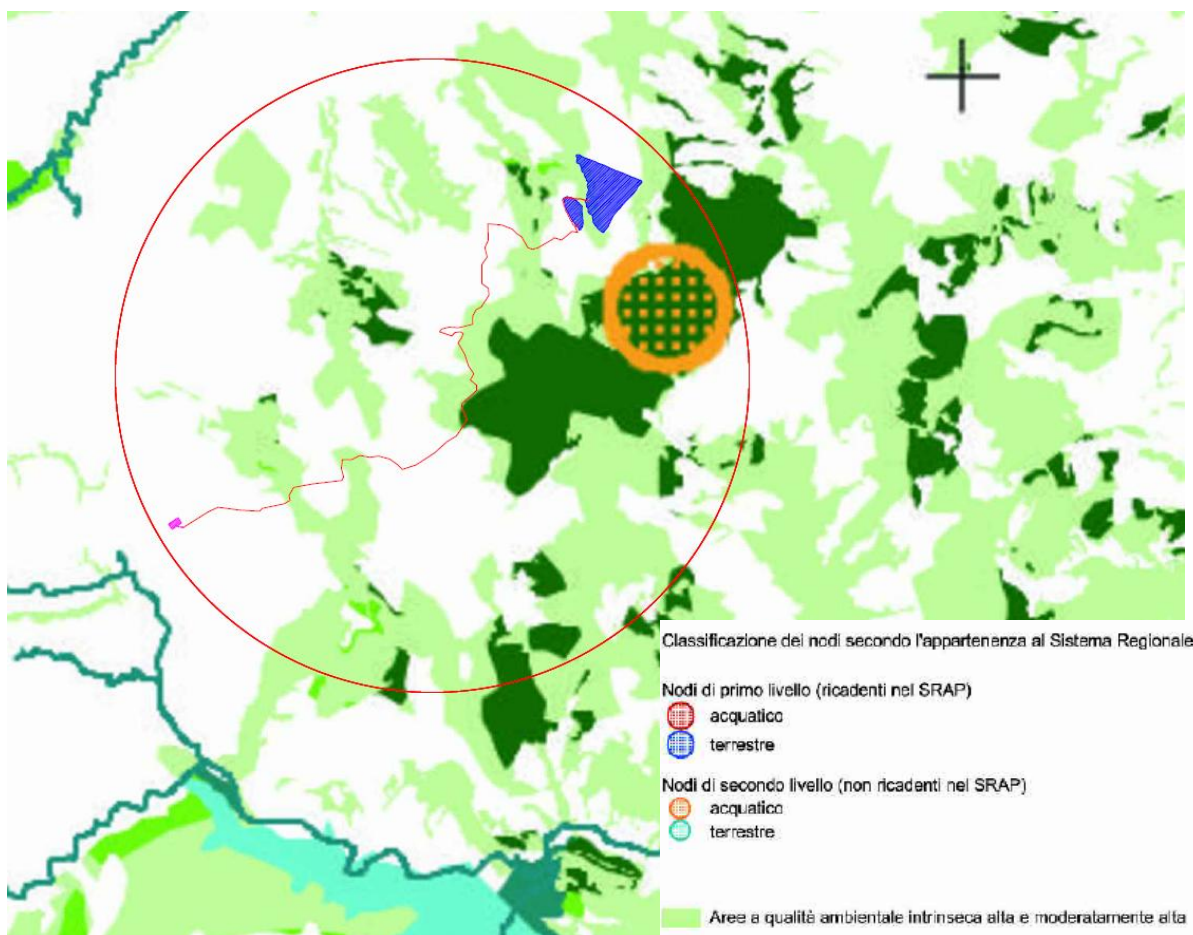 Classificazione dei nodi secondo l'appartenenza al Sistema Regionale
Nodi di primo livello (ricadenti nel SRAP)
acquatico
terrestre
Nodi di secondo livello (non ricadenti nel SRAP)
acquatico
terrestre
Aree a qualità ambientale intrinseca alta e moderatamente alta